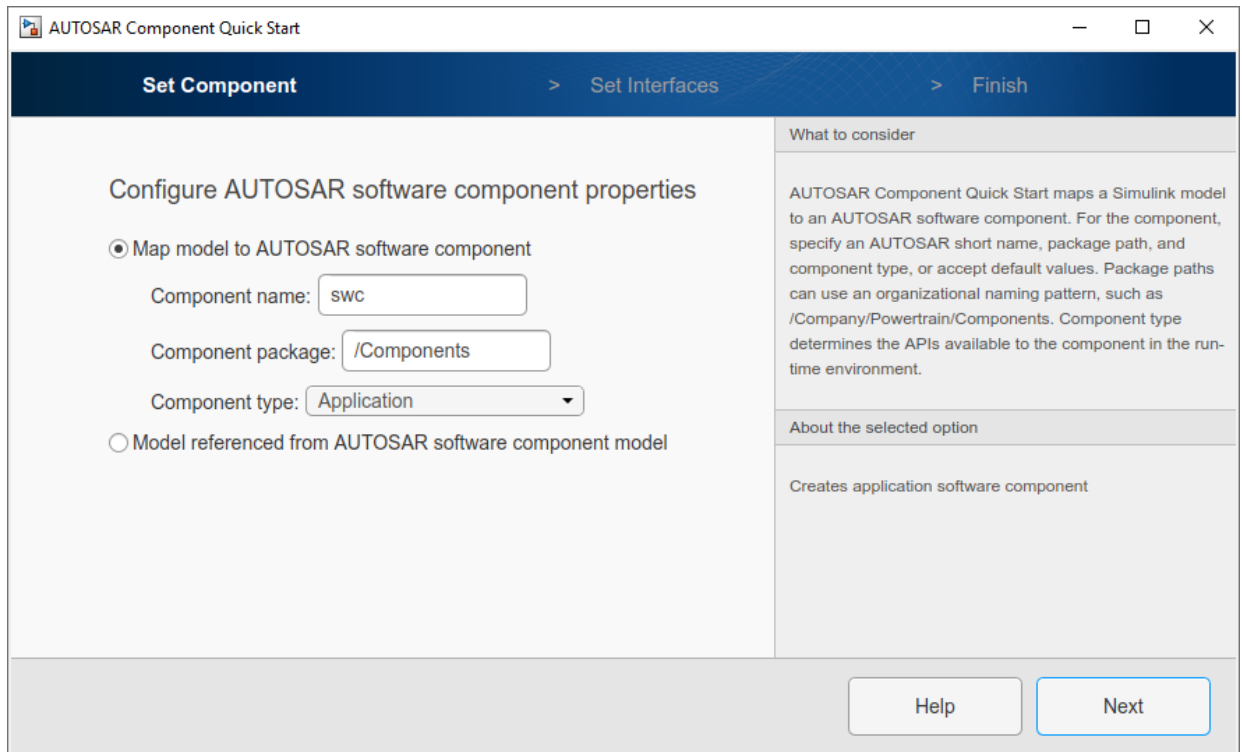 AUTOSAR Component Quick Start
Set Component > Set Interfaces > Finish
Configure AUTOSAR software component properties
Map model to AUTOSAR software component
Component name: swc
Component package: /Components
Component type: Application
Model referenced from AUTOSAR software component model
What to consider
AUTOSAR Component Quick Start maps a Simulink model
to an AUTOSAR software component. For the component,
specify an AUTOSAR short name, package path, and
component type, or accept default values. Package paths
can use an organizational naming pattern, such as
/Company/Powertrain/Components. Component type
determines the APIs available to the component in the run-
time environment.
About the selected option
Creates application software component
Help
Next